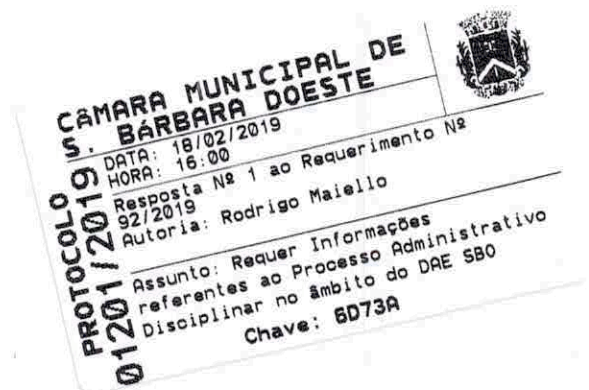 CÂMARA MUNICIPAL DE
S. BÁRBARA DOESTE
DATA: 18/02/2019
HORA: 16:00
PROTOCOLO
01201/2019
Resposta Nº 1 ao Requerimento Nº
92/2019
Autoria: Rodrigo Maiello
Assunto: Requer Informações
referentes ao Processo Administrativo
Disciplinar no âmbito do DAE SBO
Chave: 6D73A